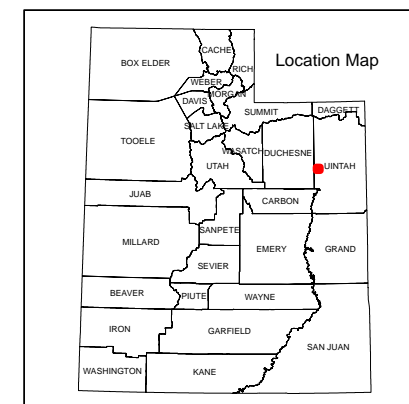 Location Map
BOX ELDER
CACHE
RICH
WEBER
MORGAN
DAVIS
SUMMIT
DAGGETT
SALT LAKE
TOOELE
WASATCH
DUCHESNE
UINTAH
UTAH
JUAB
CARBON
SANPETE
MILLARD
EMERY
GRAND
SEVIER
BEAVER
PIUTE
WAYNE
IRON
GARFIELD
SAN JUAN
WASHINGTON
KANE